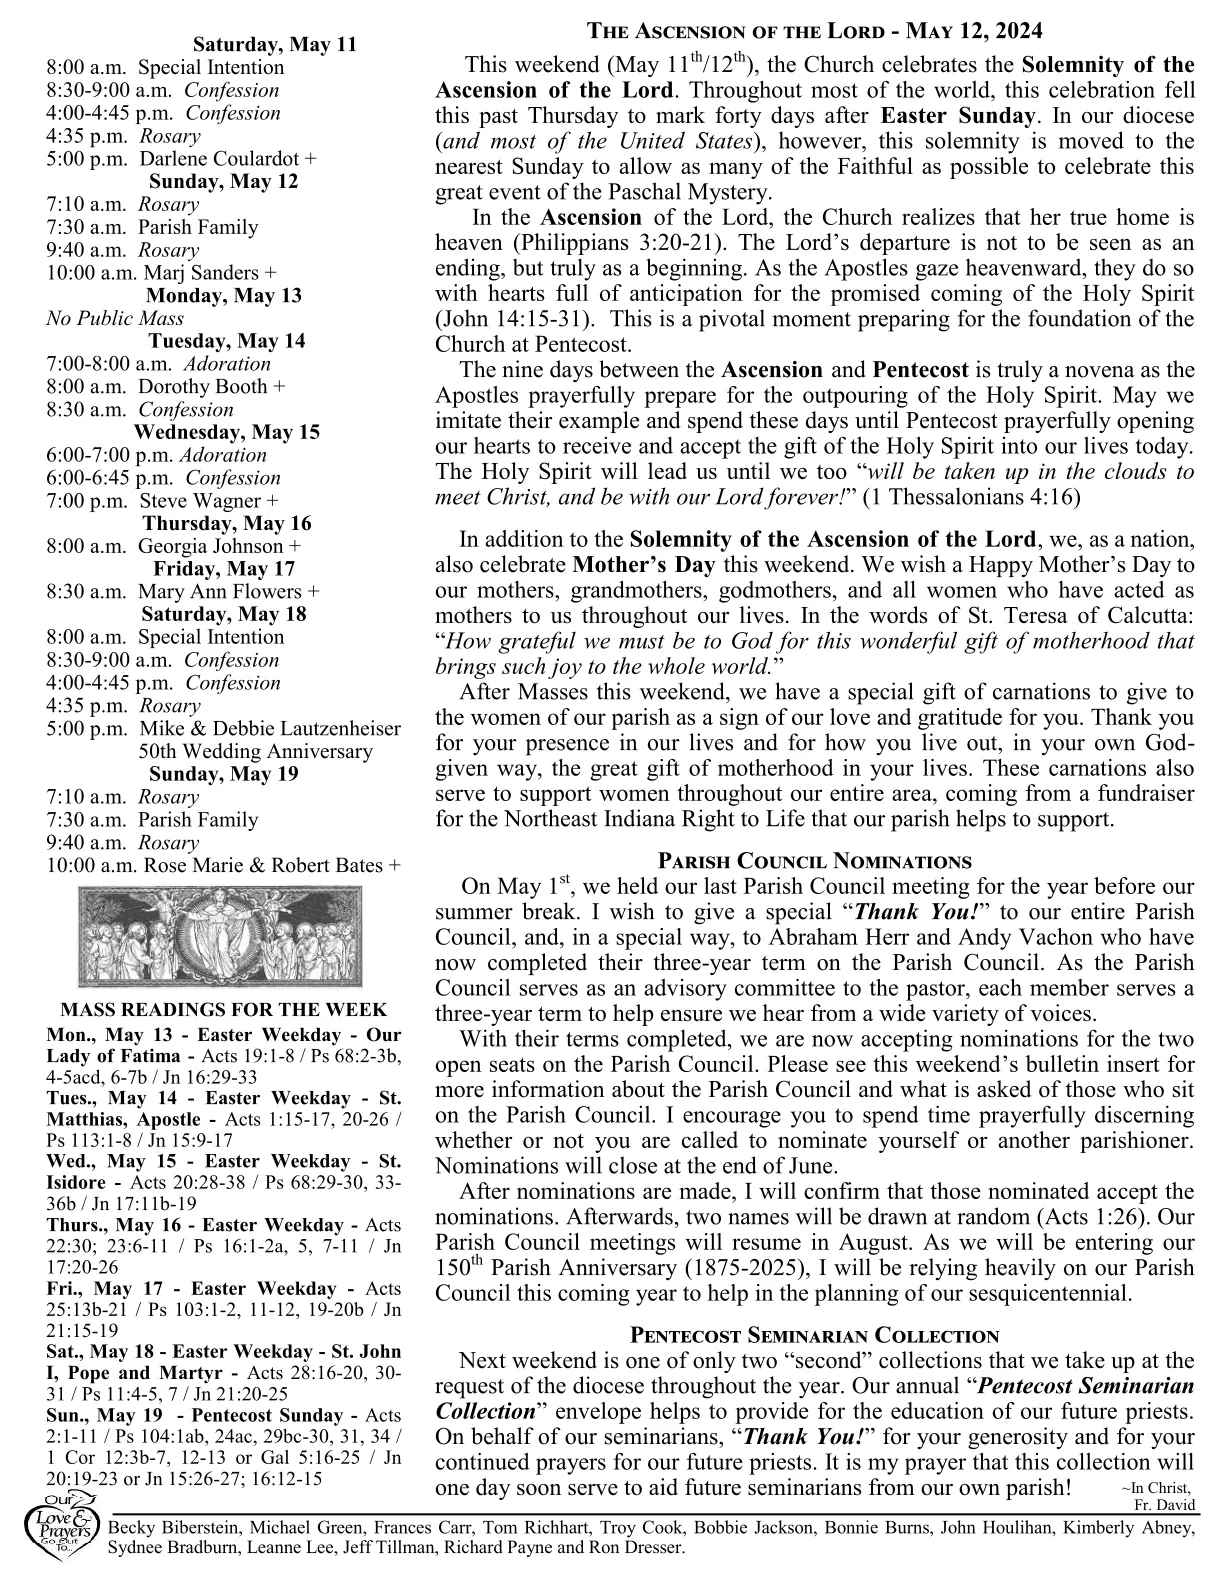 Saturday, May 11
8:00 a.m. Special Intention
8:30-9:00 a.m. Confession
4:00-4:45 p.m. Confession
4:35 p.m. Rosary
5:00 p.m. Darlene Coulardot +
Sunday, May 12
7:10 a.m. Rosary
7:30 a.m. Parish Family
9:40 a.m. Rosary
10:00 a.m. Marj Sanders +
Monday, May 13
No Public Mass
Tuesday, May 14
7:00-8:00 a.m. Adoration
8:00 a.m. Dorothy Booth +
8:30 a.m. Confession
Wednesday, May 15
6:00-7:00 p.m. Adoration
6:00-6:45 p.m. Confession
7:00 p.m. Steve Wagner +
Thursday, May 16
8:00 a.m. Georgia Johnson +
Friday, May 17
8:30 a.m. Mary Ann Flowers +
Saturday, May 18
8:00 a.m. Special Intention
8:30-9:00 a.m. Confession
4:00-4:45 p.m. Confession
4:35 p.m. Rosary
5:00 p.m. Mike & Debbie Lautzenheiser
50th Wedding Anniversary
Sunday, May 19
7:10 a.m. Rosary
7:30 a.m. Parish Family
9:40 a.m. Rosary
10:00 a.m. Rose Marie & Robert Bates +
MASS READINGS FOR THE WEEK
Mon., May 13 - Easter Weekday - Our
Lady of Fatima - Acts 19:1-8 / Ps 68:2-3b,
4-5acd, 6-7b / Jn 16:29-33
Tues., May 14 - Easter Weekday - St.
Matthias, Apostle - Acts 1:15-17, 20-26 /
Ps 113:1-8 / Jn 15:9-17
Wed., May 15 - Easter Weekday - St.
Isidore - Acts 20:28-38 / Ps 68:29-30, 33-
36b / Jn 17:11b-19
Thurs., May 16 - Easter Weekday - Acts
22:30; 23:6-11 / Ps 16:1-2a, 5, 7-11 / Jn
17:20-26
Fri., May 17 - Easter Weekday - Acts
25:13b-21 / Ps 103:1-2, 11-12, 19-20b / Jn
21:15-19
Sat., May 18 - Easter Weekday - St. John
I, Pope and Martyr - Acts 28:16-20, 30-
31 / Ps 11:4-5, 7 / Jn 21:20-25
Sun., May 19 - Pentecost Sunday - Acts
2:1-11 / Ps 104:1ab, 24ac, 29bc-30, 31, 34 /
1 Cor 12:3b-7, 12-13 or Gal 5:16-25 / Jn
20:19-23 or Jn 15:26-27; 16:12-15
The Ascension of the Lord - May 12, 2024
This weekend (May 11th/12th), the Church celebrates the Solemnity of the
Ascension of the Lord. Throughout most of the world, this celebration fell
this past Thursday to mark forty days after Easter Sunday. In our diocese
(and most of the United States), however, this solemnity is moved to the
nearest Sunday to allow as many of the Faithful as possible to celebrate this
great event of the Paschal Mystery.
In the Ascension of the Lord, the Church realizes that her true home is
heaven (Philippians 3:20-21). The Lord's departure is not to be seen as an
ending, but truly as a beginning. As the Apostles gaze heavenward, they do so
with hearts full of anticipation for the promised coming of the Holy Spirit
(John 14:15-31). This is a pivotal moment preparing for the foundation of the
Church at Pentecost.
The nine days between the Ascension and Pentecost is truly a novena as the
Apostles prayerfully prepare for the outpouring of the Holy Spirit. May we
imitate their example and spend these days until Pentecost prayerfully opening
our hearts to receive and accept the gift of the Holy Spirit into our lives today.
The Holy Spirit will lead us until we too “will be taken up in the clouds to
meet Christ, and be with our Lord forever!” (1 Thessalonians 4:16)
In addition to the Solemnity of the Ascension of the Lord, we, as a nation,
also celebrate Mother's Day this weekend. We wish a Happy Mother's Day to
our mothers, grandmothers, godmothers, and all women who have acted as
mothers to us throughout our lives. In the words of St. Teresa of Calcutta:
“How grateful we must be to God for this wonderful gift of motherhood that
brings such joy to the whole world.”
After Masses this weekend, we have a special gift of carnations to give to
the women of our parish as a sign of our love and gratitude for you. Thank you
for your presence in our lives and for how you live out, in your own God-
given way, the great gift of motherhood in your lives. These carnations also
serve to support women throughout our entire area, coming from a fundraiser
for the Northeast Indiana Right to Life that our parish helps to support.
Parish Council Nominations
On May 1st, we held our last Parish Council meeting for the year before our
summer break. I wish to give a special “Thank You!” to our entire Parish
Council, and, in a special way, to Abraham Herr and Andy Vachon who have
now completed their three-year term on the Parish Council. As the Parish
Council serves as an advisory committee to the pastor, each member serves a
three-year term to help ensure we hear from a wide variety of voices.
With their terms completed, we are now accepting nominations for the two
open seats on the Parish Council. Please see this weekend's bulletin insert for
more information about the Parish Council and what is asked of those who sit
on the Parish Council. I encourage you to spend time prayerfully discerning
whether or not you are called to nominate yourself or another parishioner.
Nominations will close at the end of June.
After nominations are made, I will confirm that those nominated accept the
nominations. Afterwards, two names will be drawn at random (Acts 1:26). Our
Parish Council meetings will resume in August. As we will be entering our
150th Parish Anniversary (1875-2025), I will be relying heavily on our Parish
Council this coming year to help in the planning of our sesquicentennial.
Pentecost Seminarian Collection
Next weekend is one of only two “second” collections that we take up at the
request of the diocese throughout the year. Our annual “Pentecost Seminarian
Collection” envelope helps to provide for the education of our future priests.
On behalf of our seminarians, “Thank You!” for your generosity and for your
continued prayers for our future priests. It is my prayer that this collection will
one day soon serve to aid future seminarians from our own parish!
~In Christ,
Fr. David
Our
Love &
Prayers
Go Out
To...
Becky Biberstein, Michael Green, Frances Carr, Tom Richhart, Troy Cook, Bobbie Jackson, Bonnie Burns, John Houlihan, Kimberly Abney,
Sydnee Bradburn, Leanne Lee, Jeff Tillman, Richard Payne and Ron Dresser.